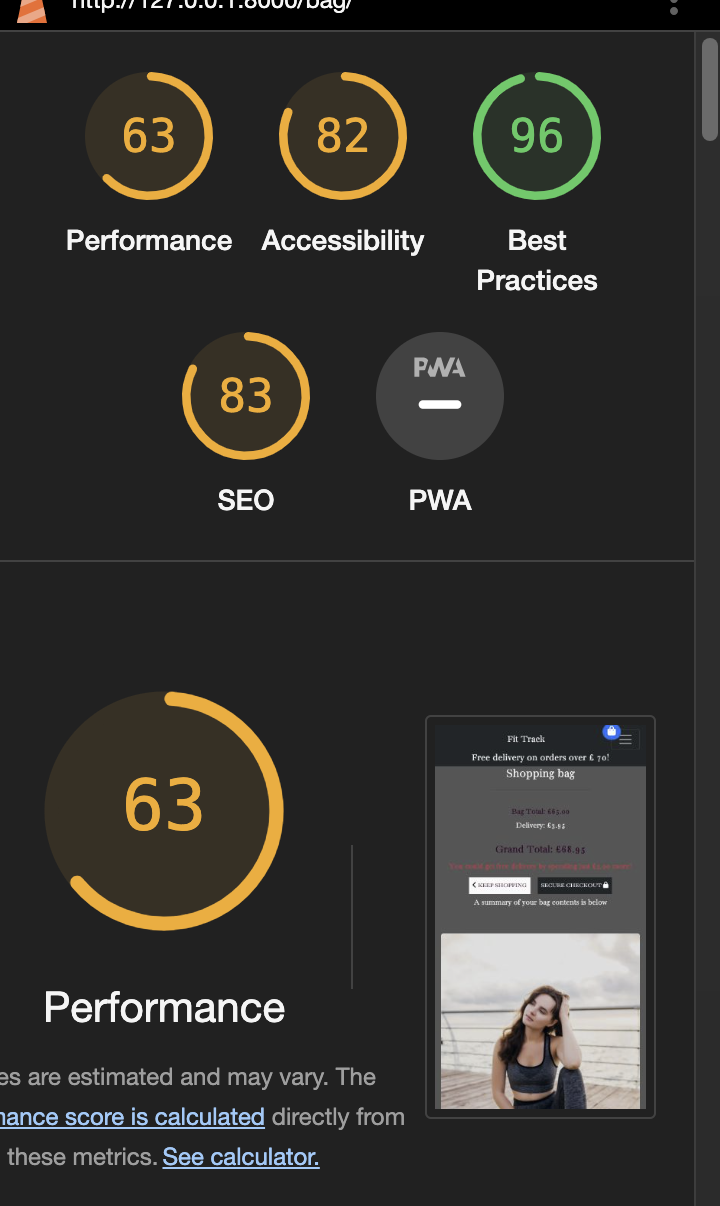 http://127.0.0.1:8000/bag/
63
82
96
Performance
Accessibility
Best
Practices
83
PWA
SEO
PWA
63
Fit Track
Free delivery on orders over £ 70!
Shopping bag
Bag Total: £85.00
Delivery: £3.95
Grand Total: £88.95
KEEP SHOPPING
SECURE CHECKOUT
A summary of your bag contents is below
Performance
es are estimated and may vary. The
mance score is calculated directly from
these metrics. See calculator.